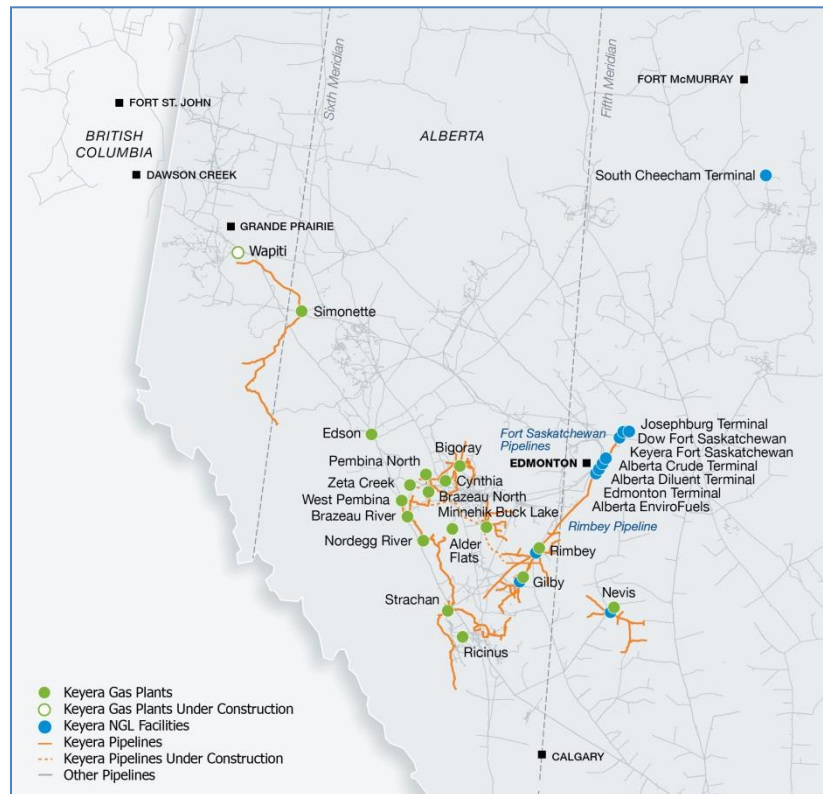 Sixth Meridian
Fifth Meridian
FORT MCMURRAY
FORT ST. JOHN
BRITISH
COLUMBIA
ALBERTA
DAWSON CREEK
South Cheecham Terminal
GRANDE PRAIRIE
Wapiti
Simonette
Edson
Bigoray
Fort Saskatchewan
Pipelines
Josephburg Terminal
Dow Fort Saskatchewan
Keyera Fort Saskatchewan
Alberta Crude Terminal
Alberta Diluent Terminal
Edmonton Terminal
Alberta EnviroFuels
EDMONTON
Pembina North
Cynthia
Zeta Creek
Brazeau North
West Pembina
Minnehik Buck Lake
Brazeau River
Rimbey Pipeline
Nordegg River
Alder
Flats
Rimbey
Gilby
Nevis
Strachan
Ricinus
CALGARY
Keyera Gas Plants
Keyera Gas Plants Under Construction
Keyera NGL Facilities
Keyera Pipelines
Keyera Pipelines Under Construction
Other Pipelines